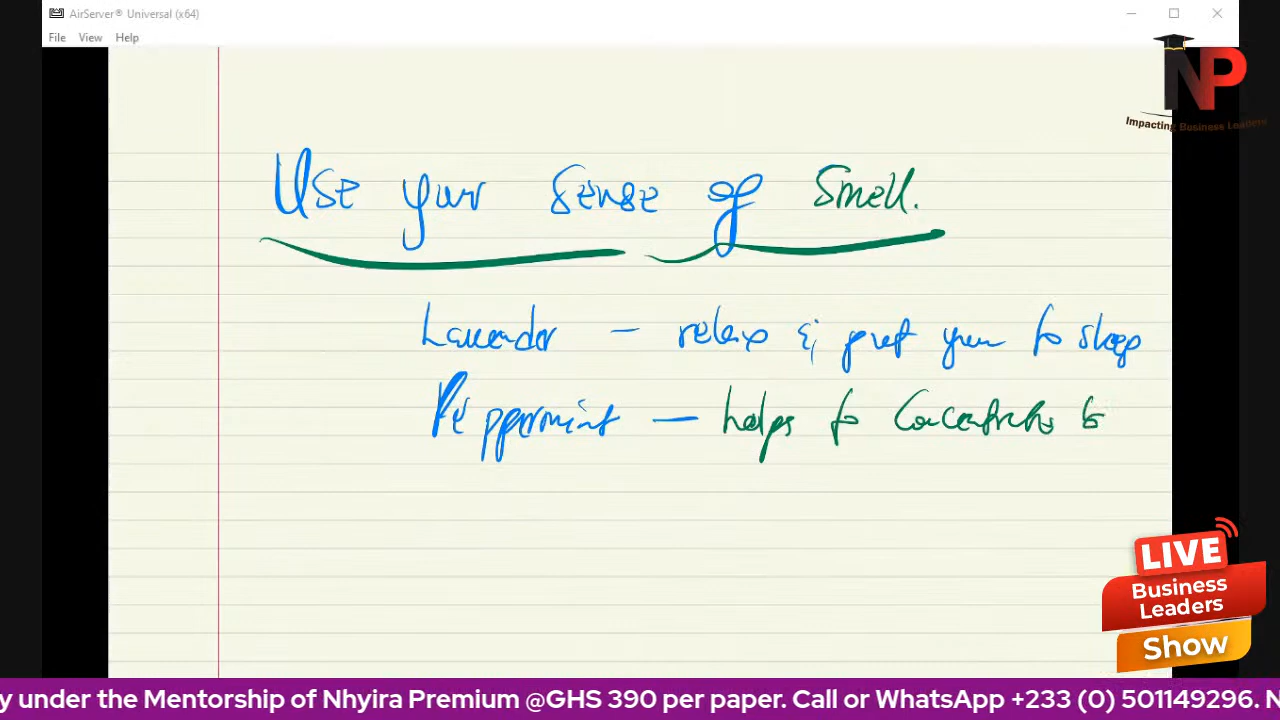 AirServer® Universal (x64)
File View Help
NP
Impacting Business Leaders
Use your sense of Smell.
Lavender – relax & put you to sleep
Peppermint — helps to Concentrate
LIVE
Business
Leaders
Show
y under the Mentorship of Nhyira Premium @GHS 390 per paper. Call or WhatsApp +233 (0) 501149296. N